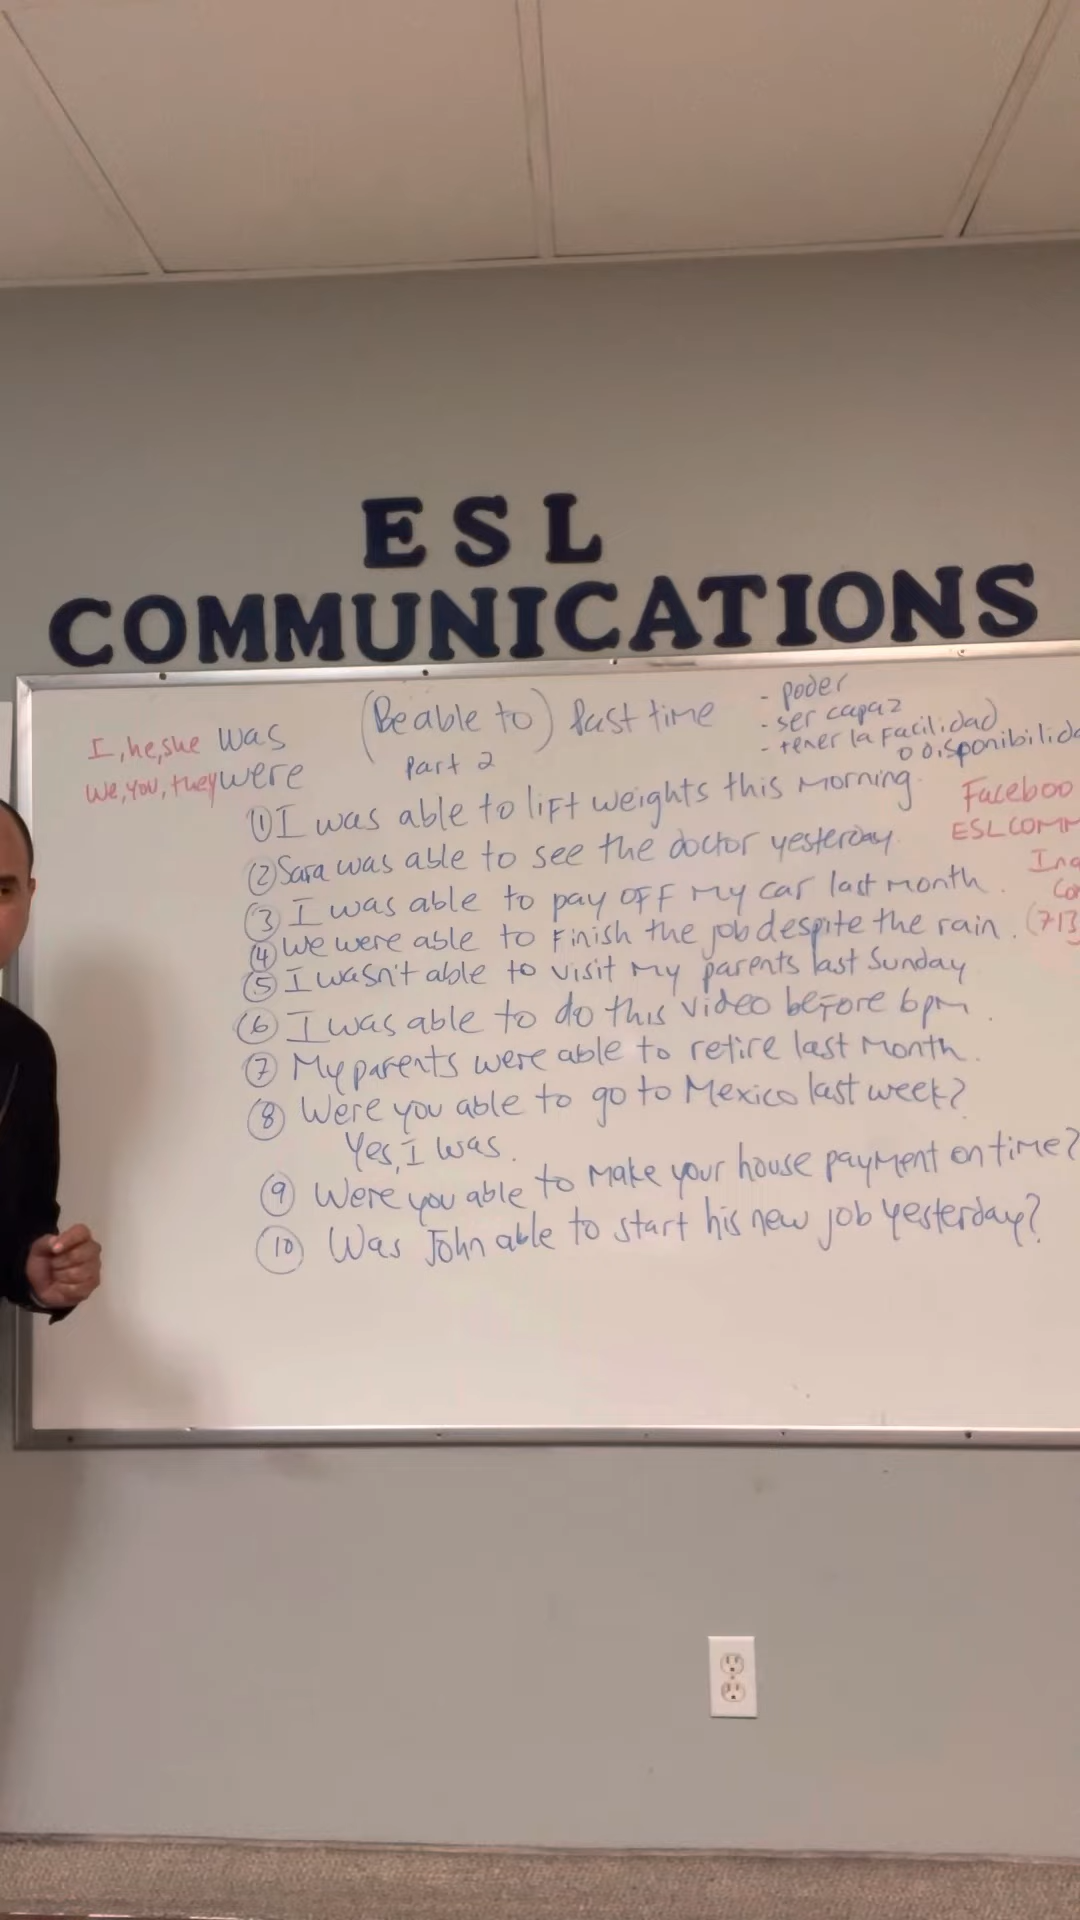 ESL
COMMUNICATIONS
I, he, she was
We, you, they were
(Be able to) Past time
Part 2
- poder
- ser capaz
- tener la facilidad
o disponibilida
① I was able to lift weights this morning.
② Sara was able to see the doctor yesterday.
③ I was able to pay off my car last month.
④ We were able to finish the job despite the rain.
⑤ I wasn't able to visit my parents last Sunday
⑥ I was able to do this video before 6pm.
⑦ My parents were able to retire last month.
⑧ Were you able to go to Mexico last week?
Yes, I was.
⑨ Were you able to make your house payment on time?
⑩ Was John able to start his new job yesterday?
Faceboo
ESLCOMM
(713